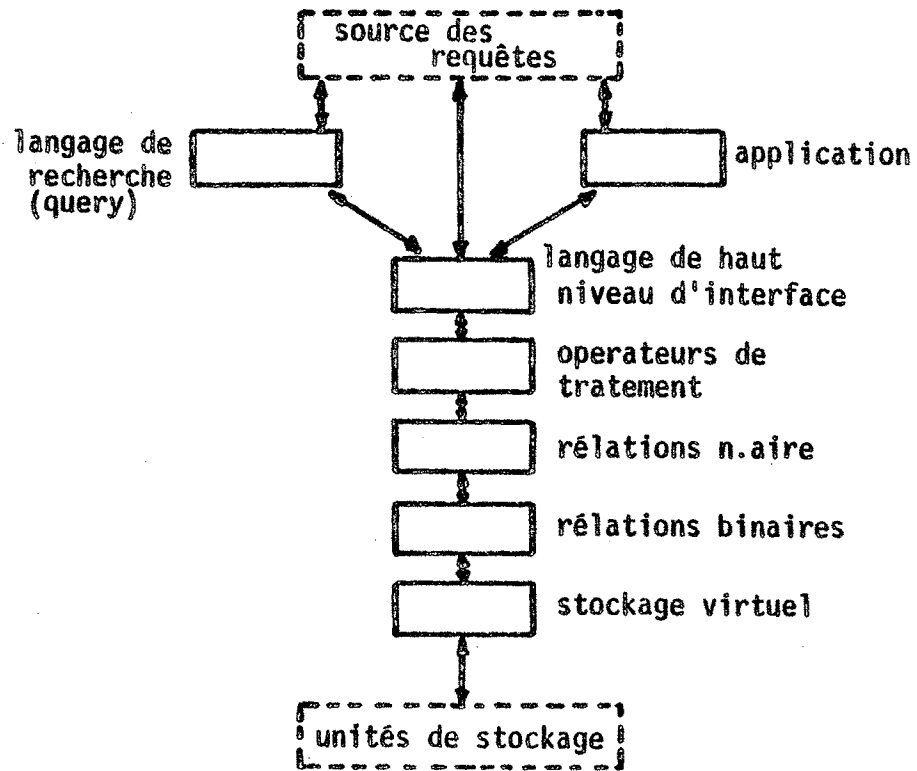 source des
requêtes
langage de
recherche
(query)
application
langage de haut
niveau d'interface
operateurs de
tratement
rélations n.aire
rélations binaires
stockage virtuel
unités de stockage